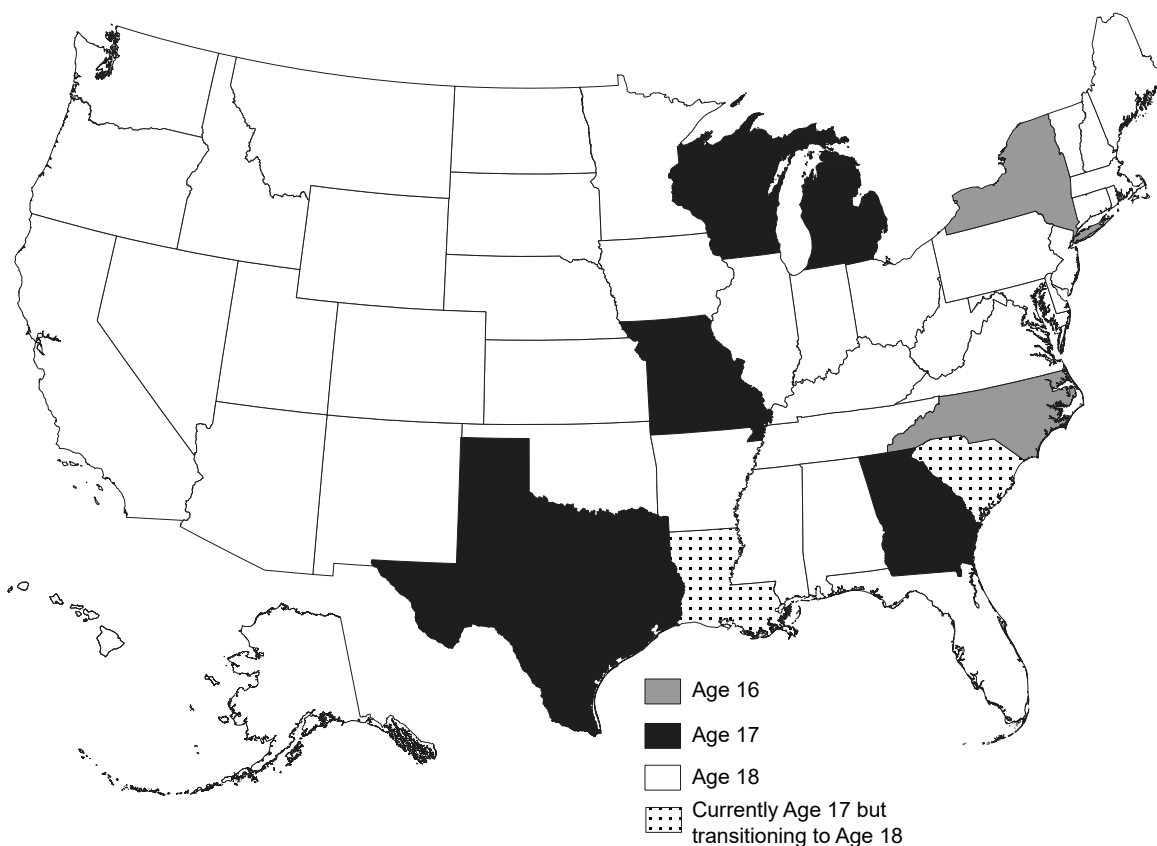 Age 16
Age 17
Age 18
Currently Age 17 but
transitioning to Age 18